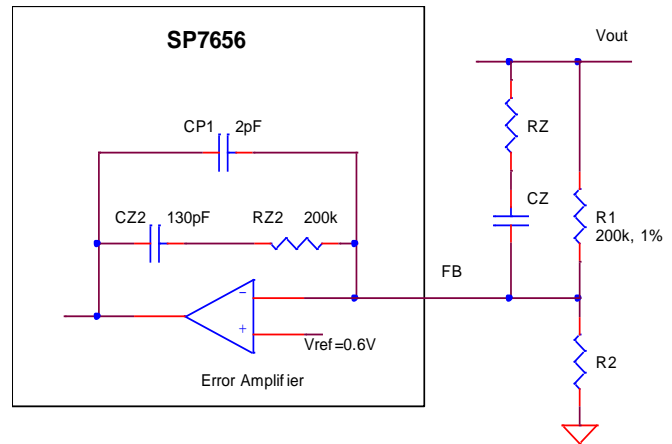 SP7656
Vout
CP1 2pF
RZ
CZ2 130pF RZ2 200k
CZ
R1
200k, 1%
FB
−
+
Vref=0.6V
R2
Error Amplifier